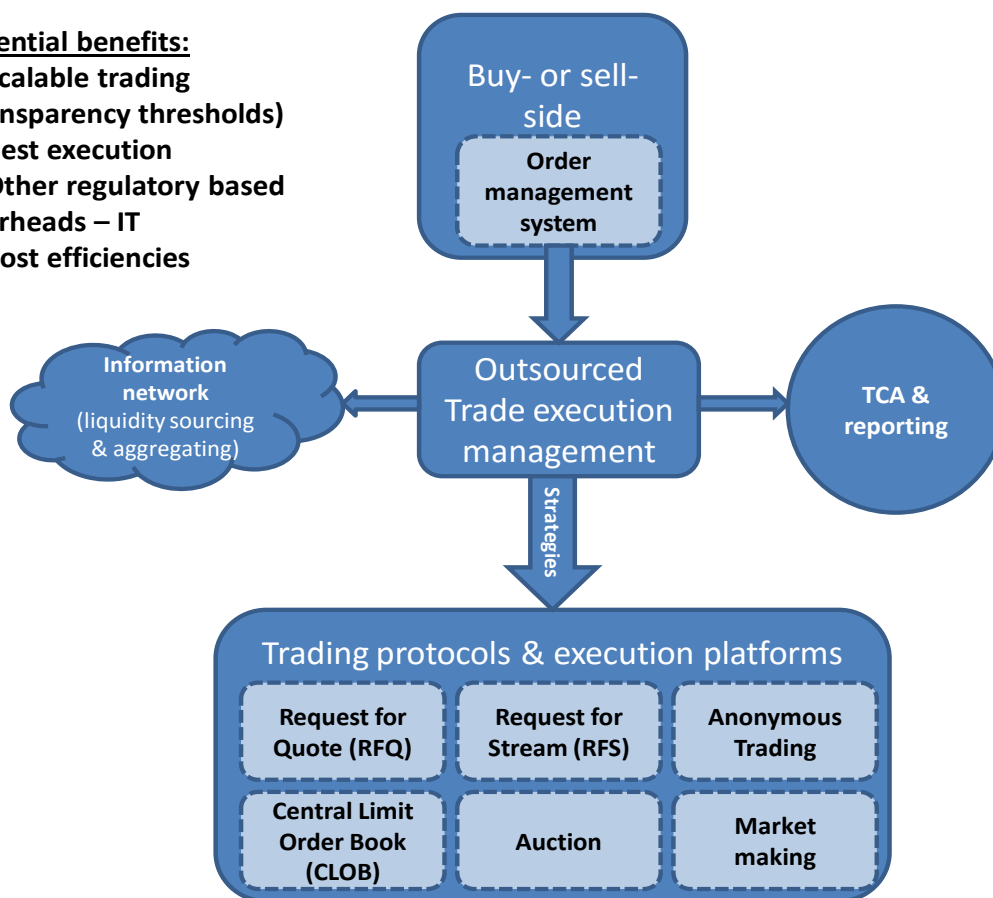 ential benefits:
calable trading
nsparency thresholds)
est execution
Other regulatory based
rheads – IT
ost efficiencies
Buy- or sell-
side
Order
management
system
Information
network
(liquidity sourcing
& aggregating)
Outsourced
Trade execution
management
TCA &
reporting
Strategies
Trading protocols & execution platforms
Request for
Quote (RFQ)
Request for
Stream (RFS)
Anonymous
Trading
Central Limit
Order Book
(CLOB)
Auction
Market
making